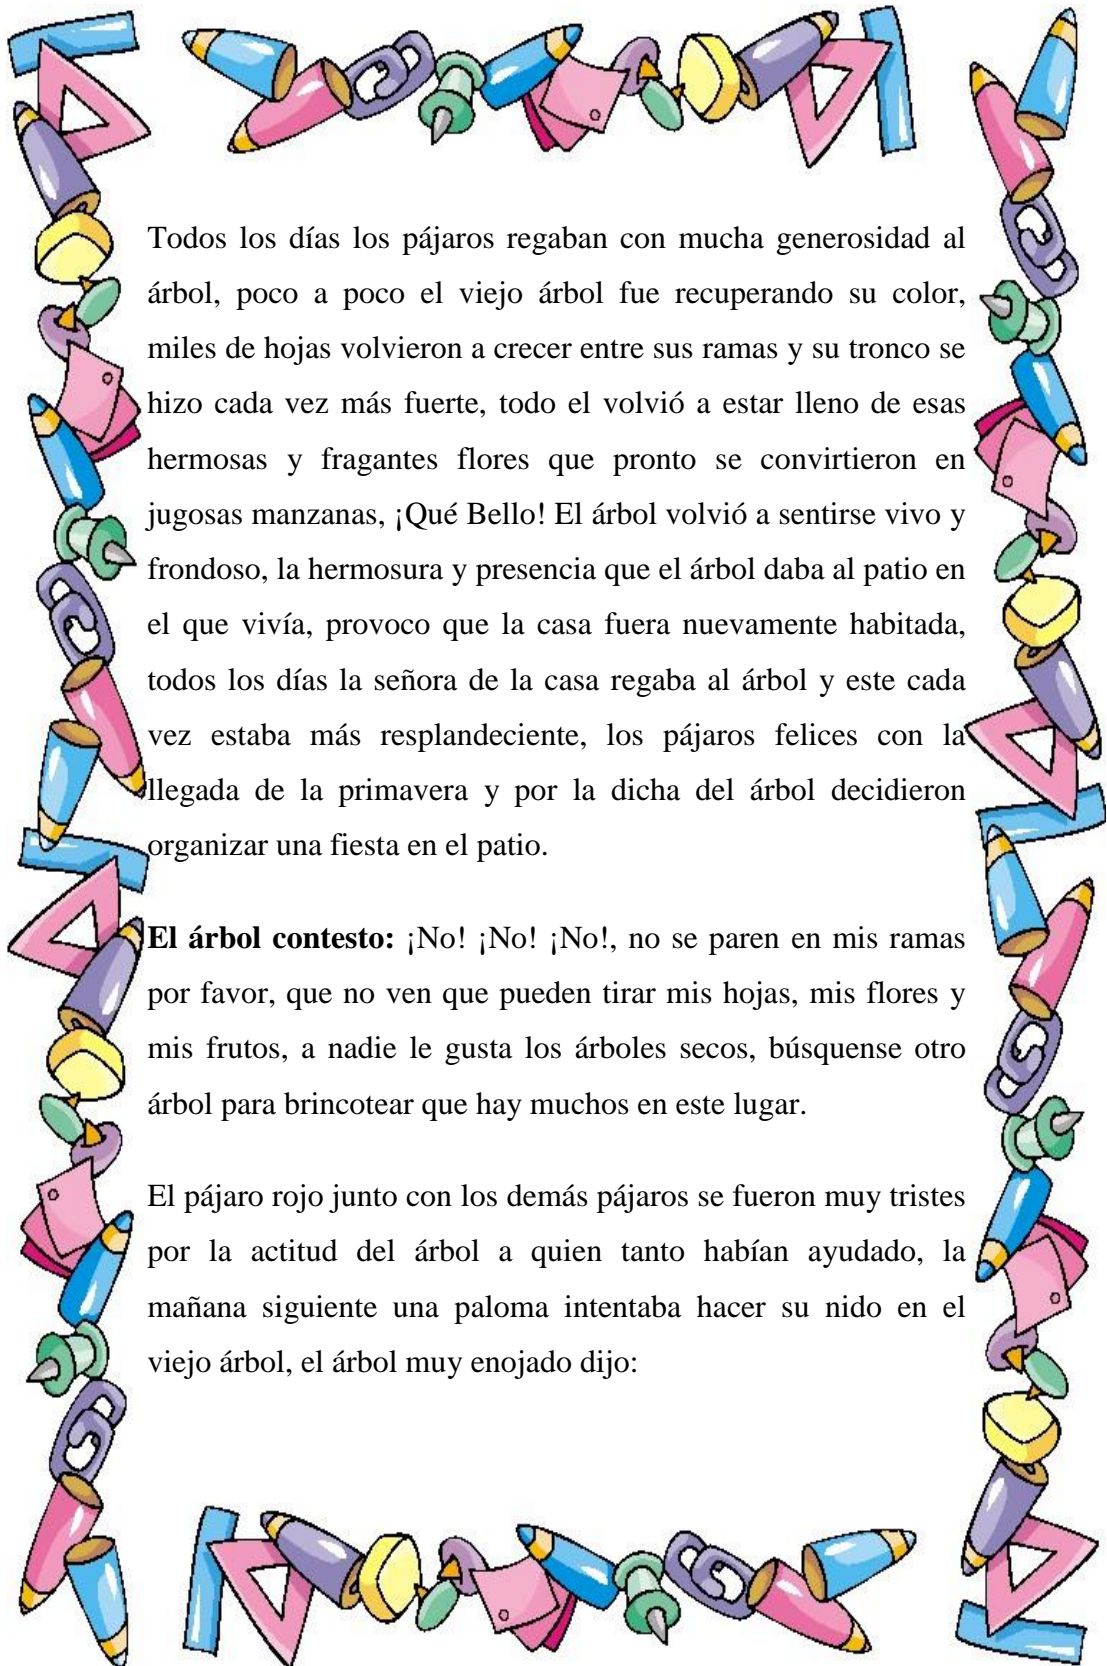 Todos los días los pájaros regaban con mucha generosidad al
árbol, poco a poco el viejo árbol fue recuperando su color,
miles de hojas volvieron a crecer entre sus ramas y su tronco se
hizo cada vez más fuerte, todo el volvió a estar lleno de esas
hermosas y fragantes flores que pronto se convirtieron en
jugosas manzanas, ¡Qué Bello! El árbol volvió a sentirse vivo y
frondoso, la hermosura y presencia que el árbol daba al patio en
el que vivía, provoco que la casa fuera nuevamente habitada,
todos los días la señora de la casa regaba al árbol y este cada
vez estaba más resplandeciente, los pájaros felices con la
llegada de la primavera y por la dicha del árbol decidieron
organizar una fiesta en el patio.
El árbol contesto: ¡No! ¡No! ¡No!, no se paren en mis ramas
por favor, que no ven que pueden tirar mis hojas, mis flores y
mis frutos, a nadie le gusta los árboles secos, búsquense otro
árbol para brincotear que hay muchos en este lugar.
El pájaro rojo junto con los demás pájaros se fueron muy tristes
por la actitud del árbol a quien tanto habían ayudado, la
mañana siguiente una paloma intentaba hacer su nido en el
viejo árbol, el árbol muy enojado dijo: